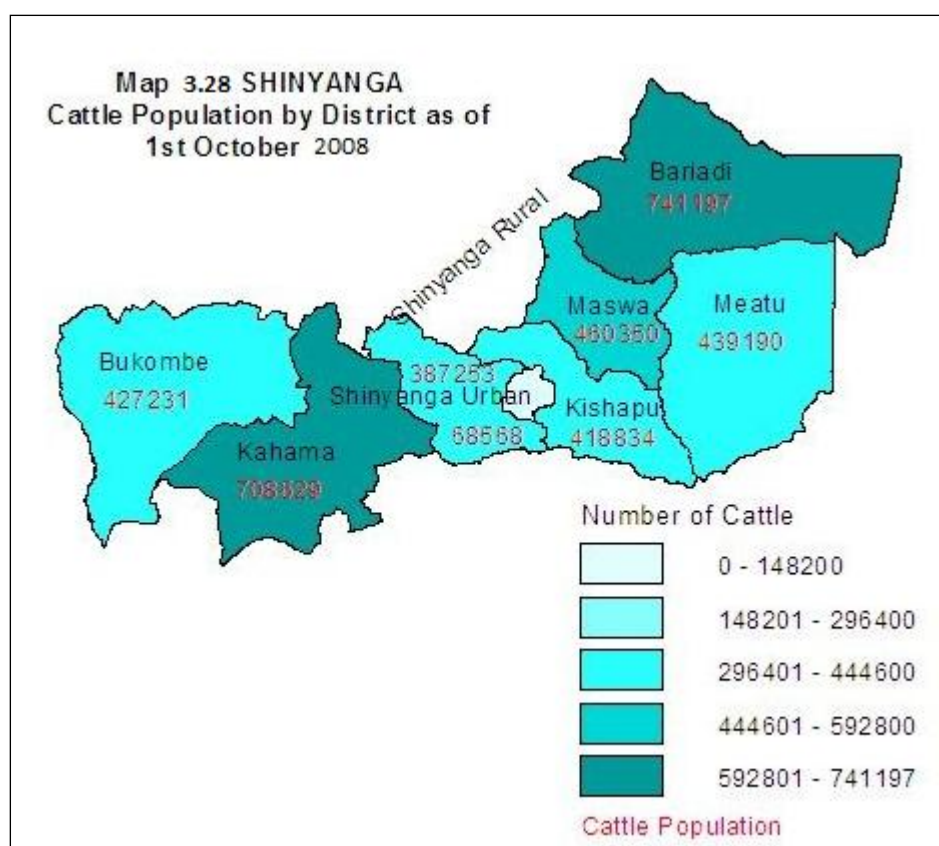 Map 3.28 SHINYANGA
Cattle Population by District as of
1st October 2008
Bariadi
741197
Shinyanga Rural
Maswa
460350
Meatu
439190
Bukombe
427231
387253
Shinyanga Urban
68568
Kishapu
418834
Kahama
Number of Cattle
0 - 148200
148201 - 296400
296401 - 444600
444601 - 592800
592801 - 741197
Cattle Population